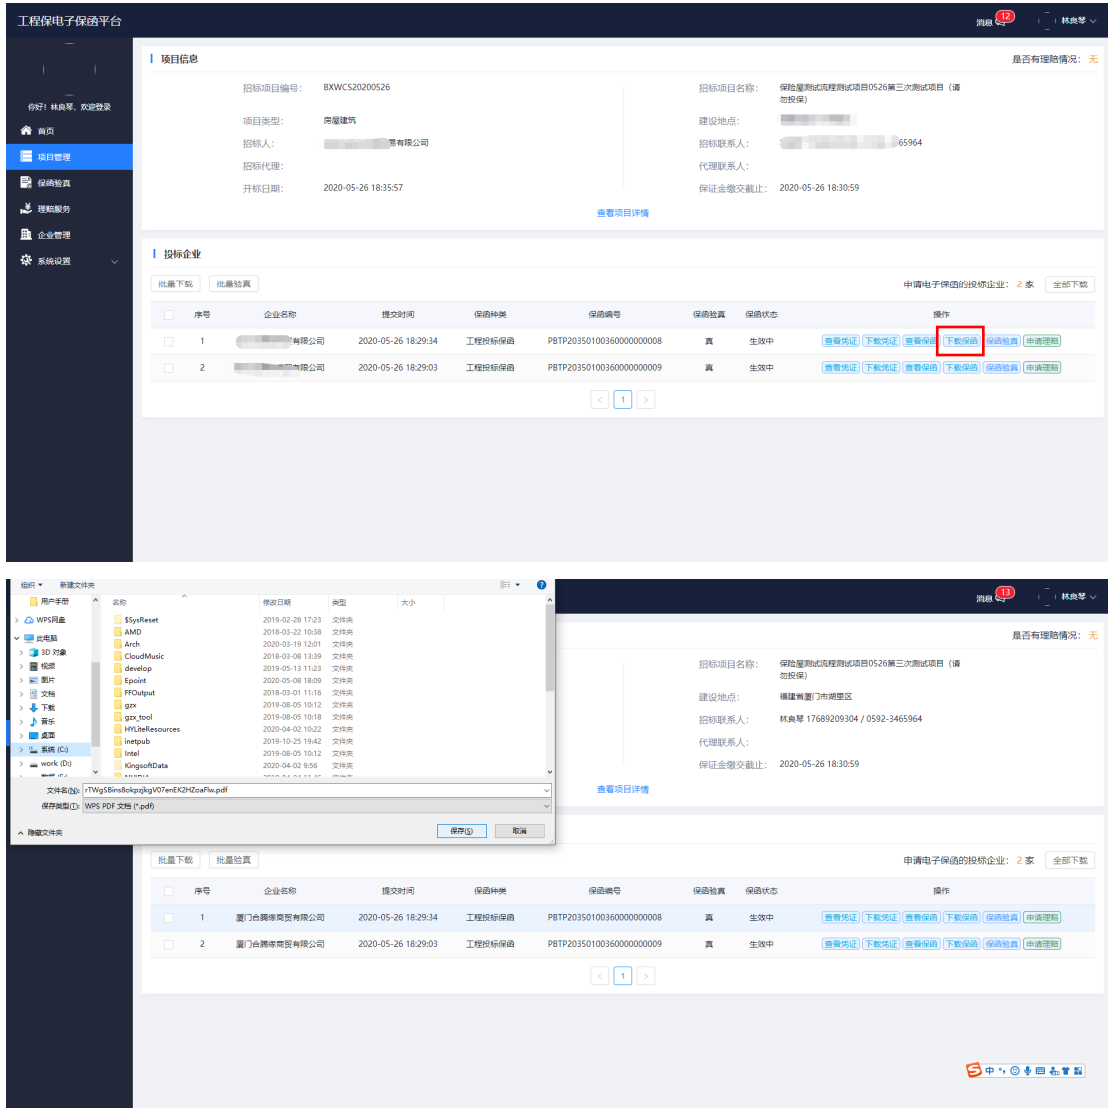 工程保电子保函平台
消息 12 林良琴
你好！林良琴，欢迎登录
首页
项目管理
保函验真
理赔服务
企业管理
系统设置
项目信息 是否有理赔情况： 无
招标项目编号： BXWCS20200526 招标项目名称： 保险屋测试流程测试项目0526第三次测试项目（请
勿投保）
项目类型： 房屋建筑 建设地点：
招标人： 易有限公司 招标联系人： 65964
招标代理： 代理联系人：
开标日期： 2020-05-26 18:35:57 保证金缴交截止： 2020-05-26 18:30:59
查看项目详情
投标企业
批量下载 批量验真 申请电子保函的投标企业： 2 家 全部下载
序号 企业名称 提交时间 保函种类 保函编号 保函验真 保函状态 操作
1 有限公司 2020-05-26 18:29:34 工程投标保函 PBTP20350100360000000008 真 生效中 查看凭证 下载凭证 查看保函 下载保函 保函验真 申请理赔
2 有限公司 2020-05-26 18:29:03 工程投标保函 PBTP20350100360000000009 真 生效中 查看凭证 下载凭证 查看保函 下载保函 保函验真 申请理赔
< 1 >
组织 新建文件夹
用户手册
WPS网盘
此电脑
3D 对象
视频
图片
文档
下载
音乐
桌面
系统 (C:)
work (D:)
名称 修改日期 类型 大小
$SysReset 2019-02-28 17:23 文件夹
AMD 2018-03-22 10:38 文件夹
Arch 2020-03-19 12:01 文件夹
CloudMusic 2018-03-08 13:39 文件夹
develop 2019-05-13 11:23 文件夹
Epoint 2020-05-08 18:09 文件夹
FFOutput 2018-03-01 11:16 文件夹
gzx 2019-08-05 10:12 文件夹
gzx_tool 2019-08-05 10:18 文件夹
HYLiteResources 2020-04-02 10:22 文件夹
inetpub 2019-10-25 19:42 文件夹
Intel 2019-08-05 10:12 文件夹
KingsoftData 2020-04-02 9:56 文件夹
文件名(N): rTWgSBins8okpzjkgV07enEK2HZoaFlw.pdf
保存类型(T): WPS PDF 文档 (*.pdf)
隐藏文件夹 保存(S) 取消
消息 13 林良琴
是否有理赔情况： 无
招标项目名称： 保险屋测试流程测试项目0526第三次测试项目（请
勿投保）
建设地点： 福建省厦门市湖里区
招标联系人： 林良琴 17689209304 / 0592-3465964
代理联系人：
保证金缴交截止： 2020-05-26 18:30:59
查看项目详情
批量下载 批量验真 申请电子保函的投标企业： 2 家 全部下载
序号 企业名称 提交时间 保函种类 保函编号 保函验真 保函状态 操作
1 厦门合腾缘商贸有限公司 2020-05-26 18:29:34 工程投标保函 PBTP20350100360000000008 真 生效中 查看凭证 下载凭证 查看保函 下载保函 保函验真 申请理赔
2 厦门合腾缘商贸有限公司 2020-05-26 18:29:03 工程投标保函 PBTP20350100360000000009 真 生效中 查看凭证 下载凭证 查看保函 下载保函 保函验真 申请理赔
< 1 >
中